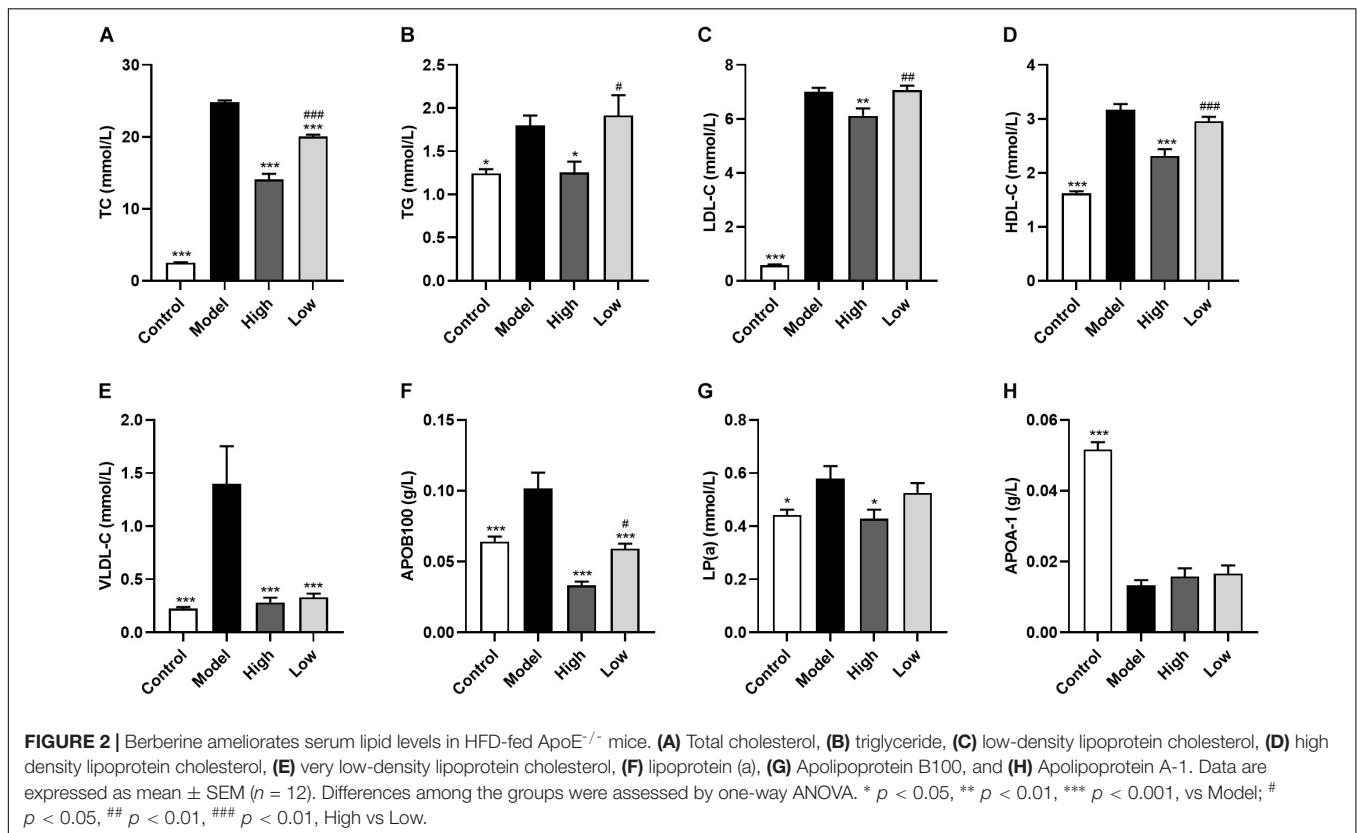 A
B
C
D
TC (mmol/L)
30
20
10
0
***
***
###
***
Control
Model
High
Low
TG (mmol/L)
2.5
2.0
1.5
1.0
0.5
0.0
*
*
#
Control
Model
High
Low
LDL-C (mmol/L)
8
6
4
2
0
***
**
##
Control
Model
High
Low
HDL-C (mmol/L)
4
3
2
1
0
***
***
###
Control
Model
High
Low
E
F
G
H
VLDL-C (mmol/L)
2.0
1.5
1.0
0.5
0.0
***
***
***
Control
Model
High
Low
APOB100 (g/L)
0.15
0.10
0.05
0.00
***
***
#
***
Control
Model
High
Low
LP(a) (mmol/L)
0.8
0.6
0.4
0.2
0.0
*
*
Control
Model
High
Low
APOA-1 (g/L)
0.06
0.04
0.02
0.00
***
Control
Model
High
Low
FIGURE 2 | Berberine ameliorates serum lipid levels in HFD-fed ApoE-/- mice. (A) Total cholesterol, (B) triglyceride, (C) low-density lipoprotein cholesterol, (D) high
density lipoprotein cholesterol, (E) very low-density lipoprotein cholesterol, (F) lipoprotein (a), (G) Apolipoprotein B100, and (H) Apolipoprotein A-1. Data are
expressed as mean ± SEM (n = 12). Differences among the groups were assessed by one-way ANOVA. * p < 0.05, ** p < 0.01, *** p < 0.001, vs Model; #
p < 0.05, ## p < 0.01, ### p < 0.01, High vs Low.